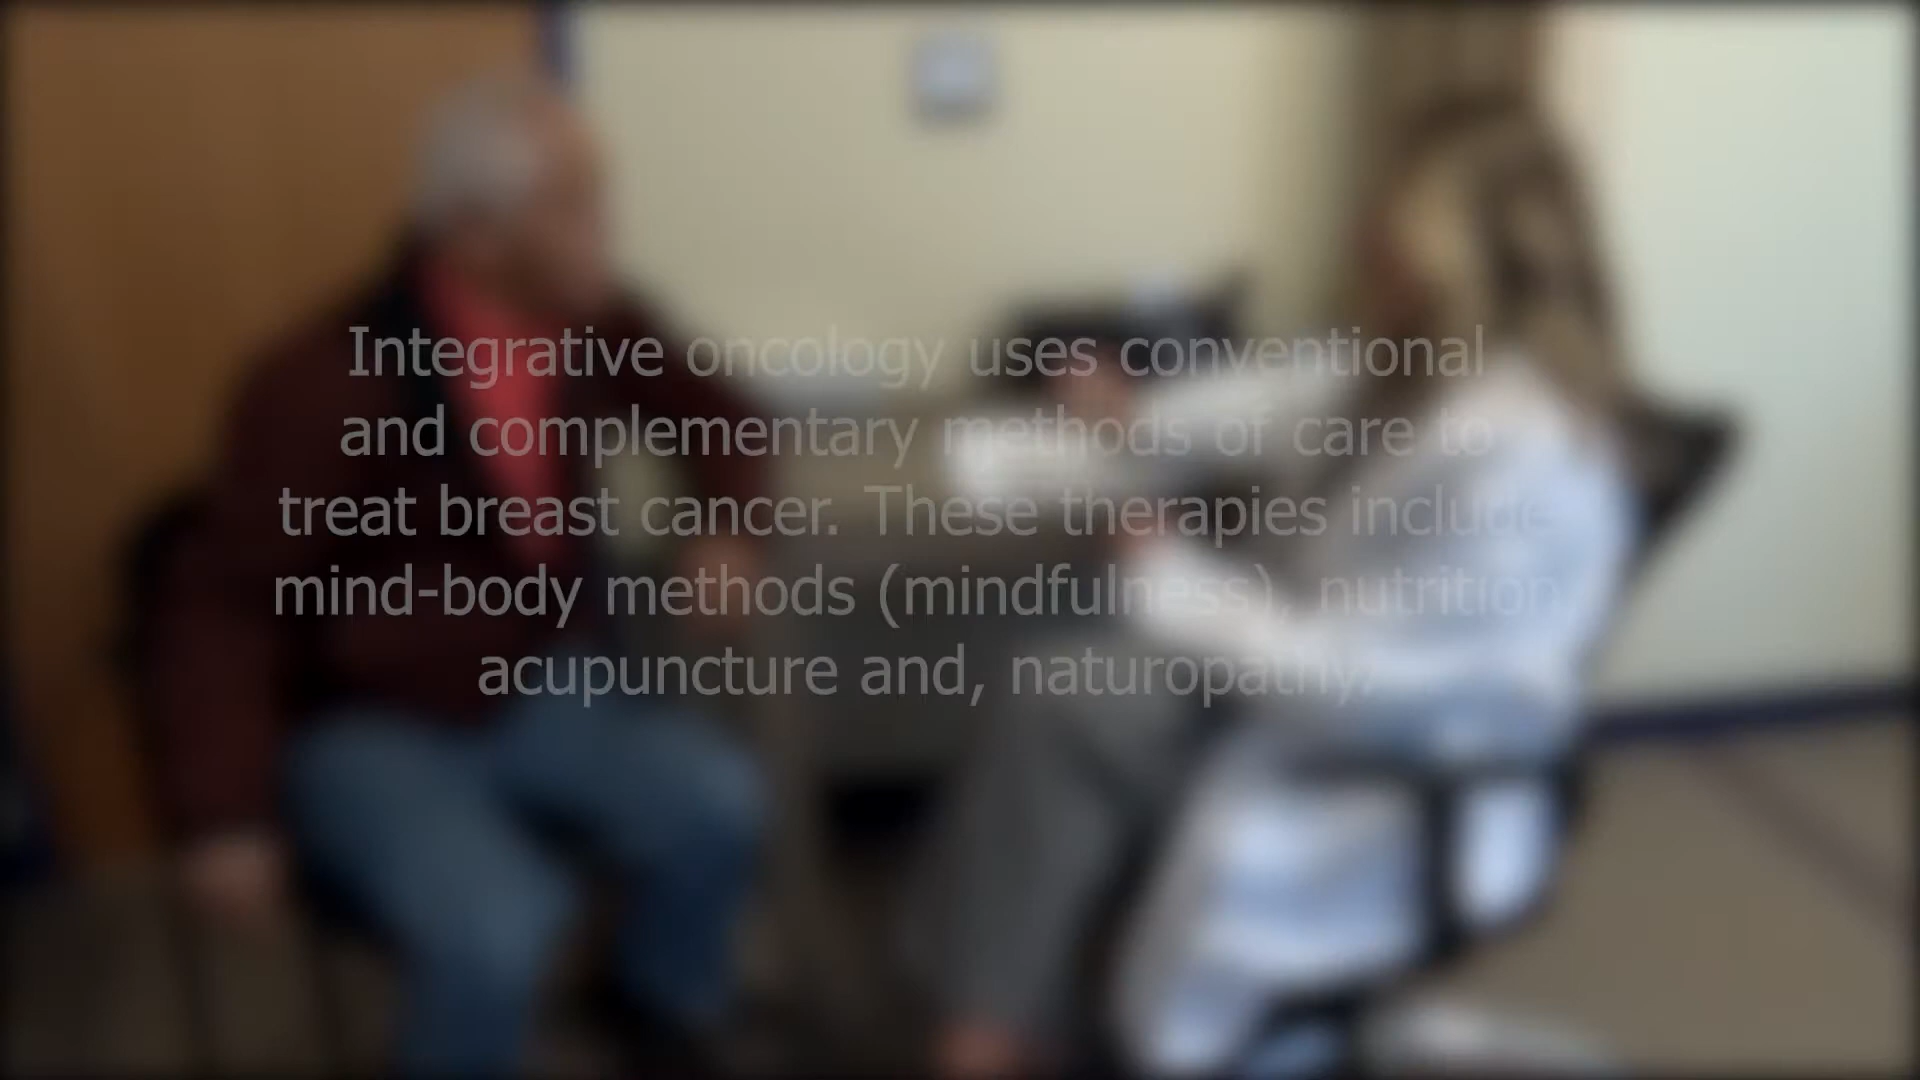 Integrative oncology uses conventional
and complementary methods of care to
treat breast cancer. These therapies include
mind-body methods (mindfulness), nutrition
acupuncture and, naturopathy.